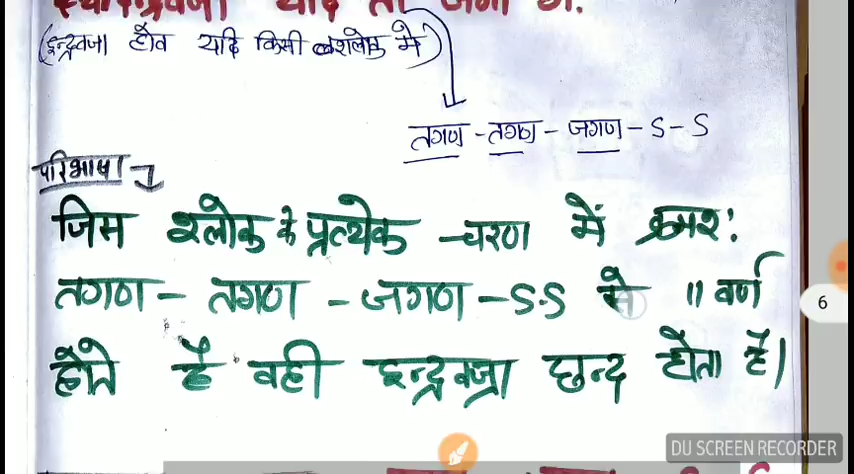 (इन्द्रवज्रा होव यदि किसी श्लोक में)
तगण - तगण - जगण - S - S
परिभाषा
जिस श्लोक के प्रत्येक चरण में क्रमश:
तगण - तगण - जगण - S-S से 11 वर्ण
6
होते है वही इन्द्रवज्रा छन्द होता है।
DU SCREEN RECORDER